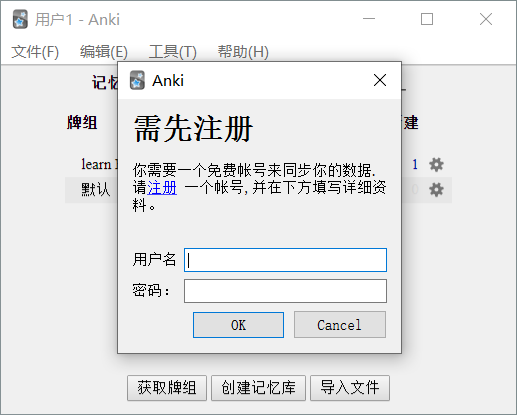 用户1 - Anki
文件(F) 编辑(E) 工具(T) 帮助(H)
记忆
Anki
牌组
建
需先注册
learn
1
默认
0
你需要一个免费帐号来同步你的数据.
请注册 一个帐号, 并在下方填写详细资
料。
用户名
密码：
OK Cancel
获取牌组 创建记忆库 导入文件